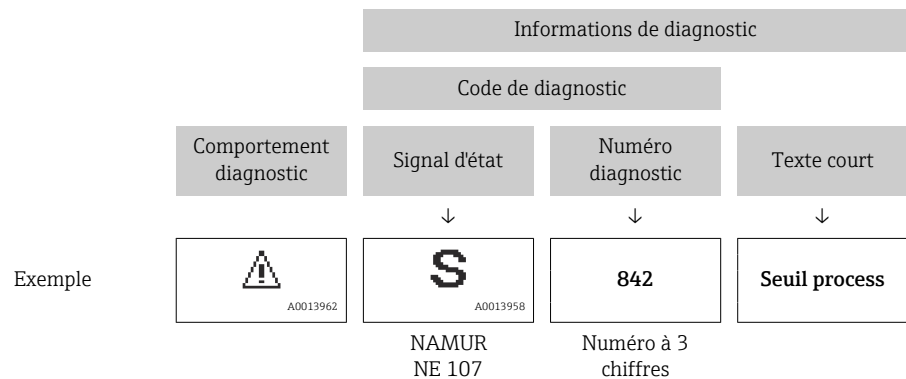 Informations de diagnostic
Code de diagnostic
Comportement
diagnostic
Signal d'état
Numéro
diagnostic
Texte court
↓ ↓ ↓
Exemple
⚠
A0013962
S
A0013958
842
Seuil process
NAMUR
NE 107
Numéro à 3
chiffres